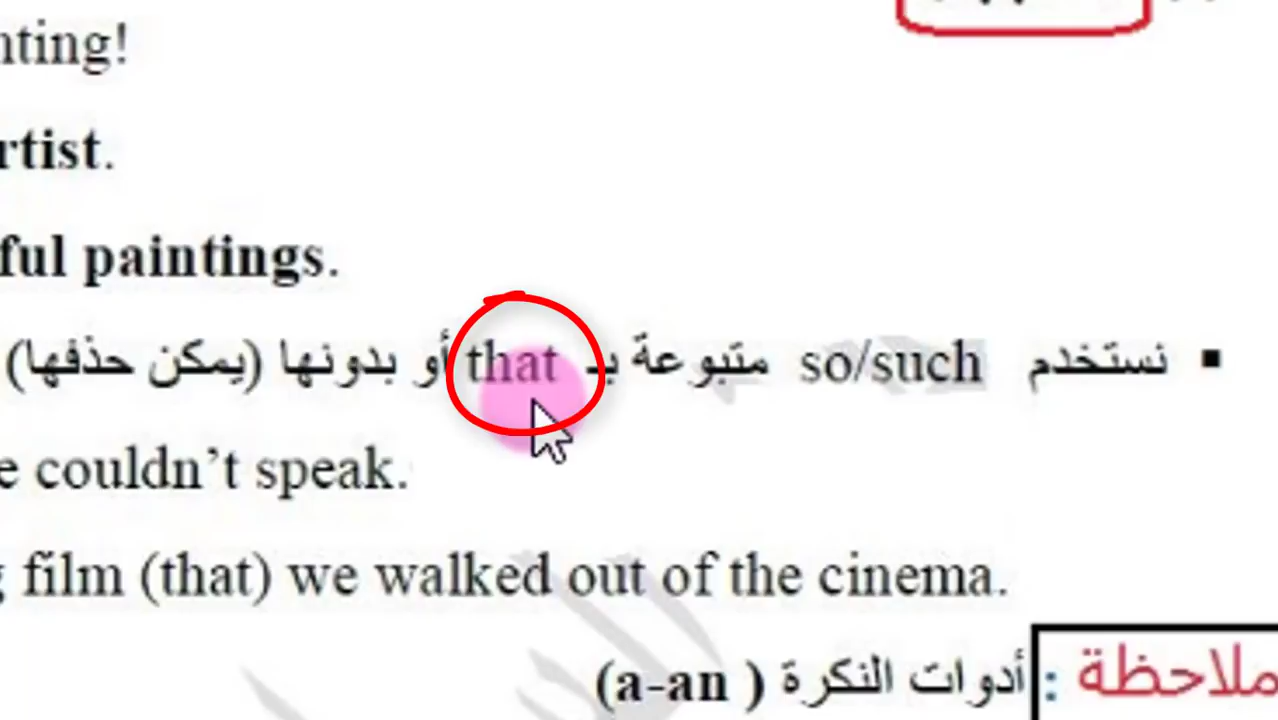 nting!
rtist.
ful paintings.
▪ نستخدم so/such متبوعة بـ that أو بدونها (يمكن حذفها)
e couldn’t speak.
g film (that) we walked out of the cinema.
ملاحظة : أدوات النكرة ( a-an)